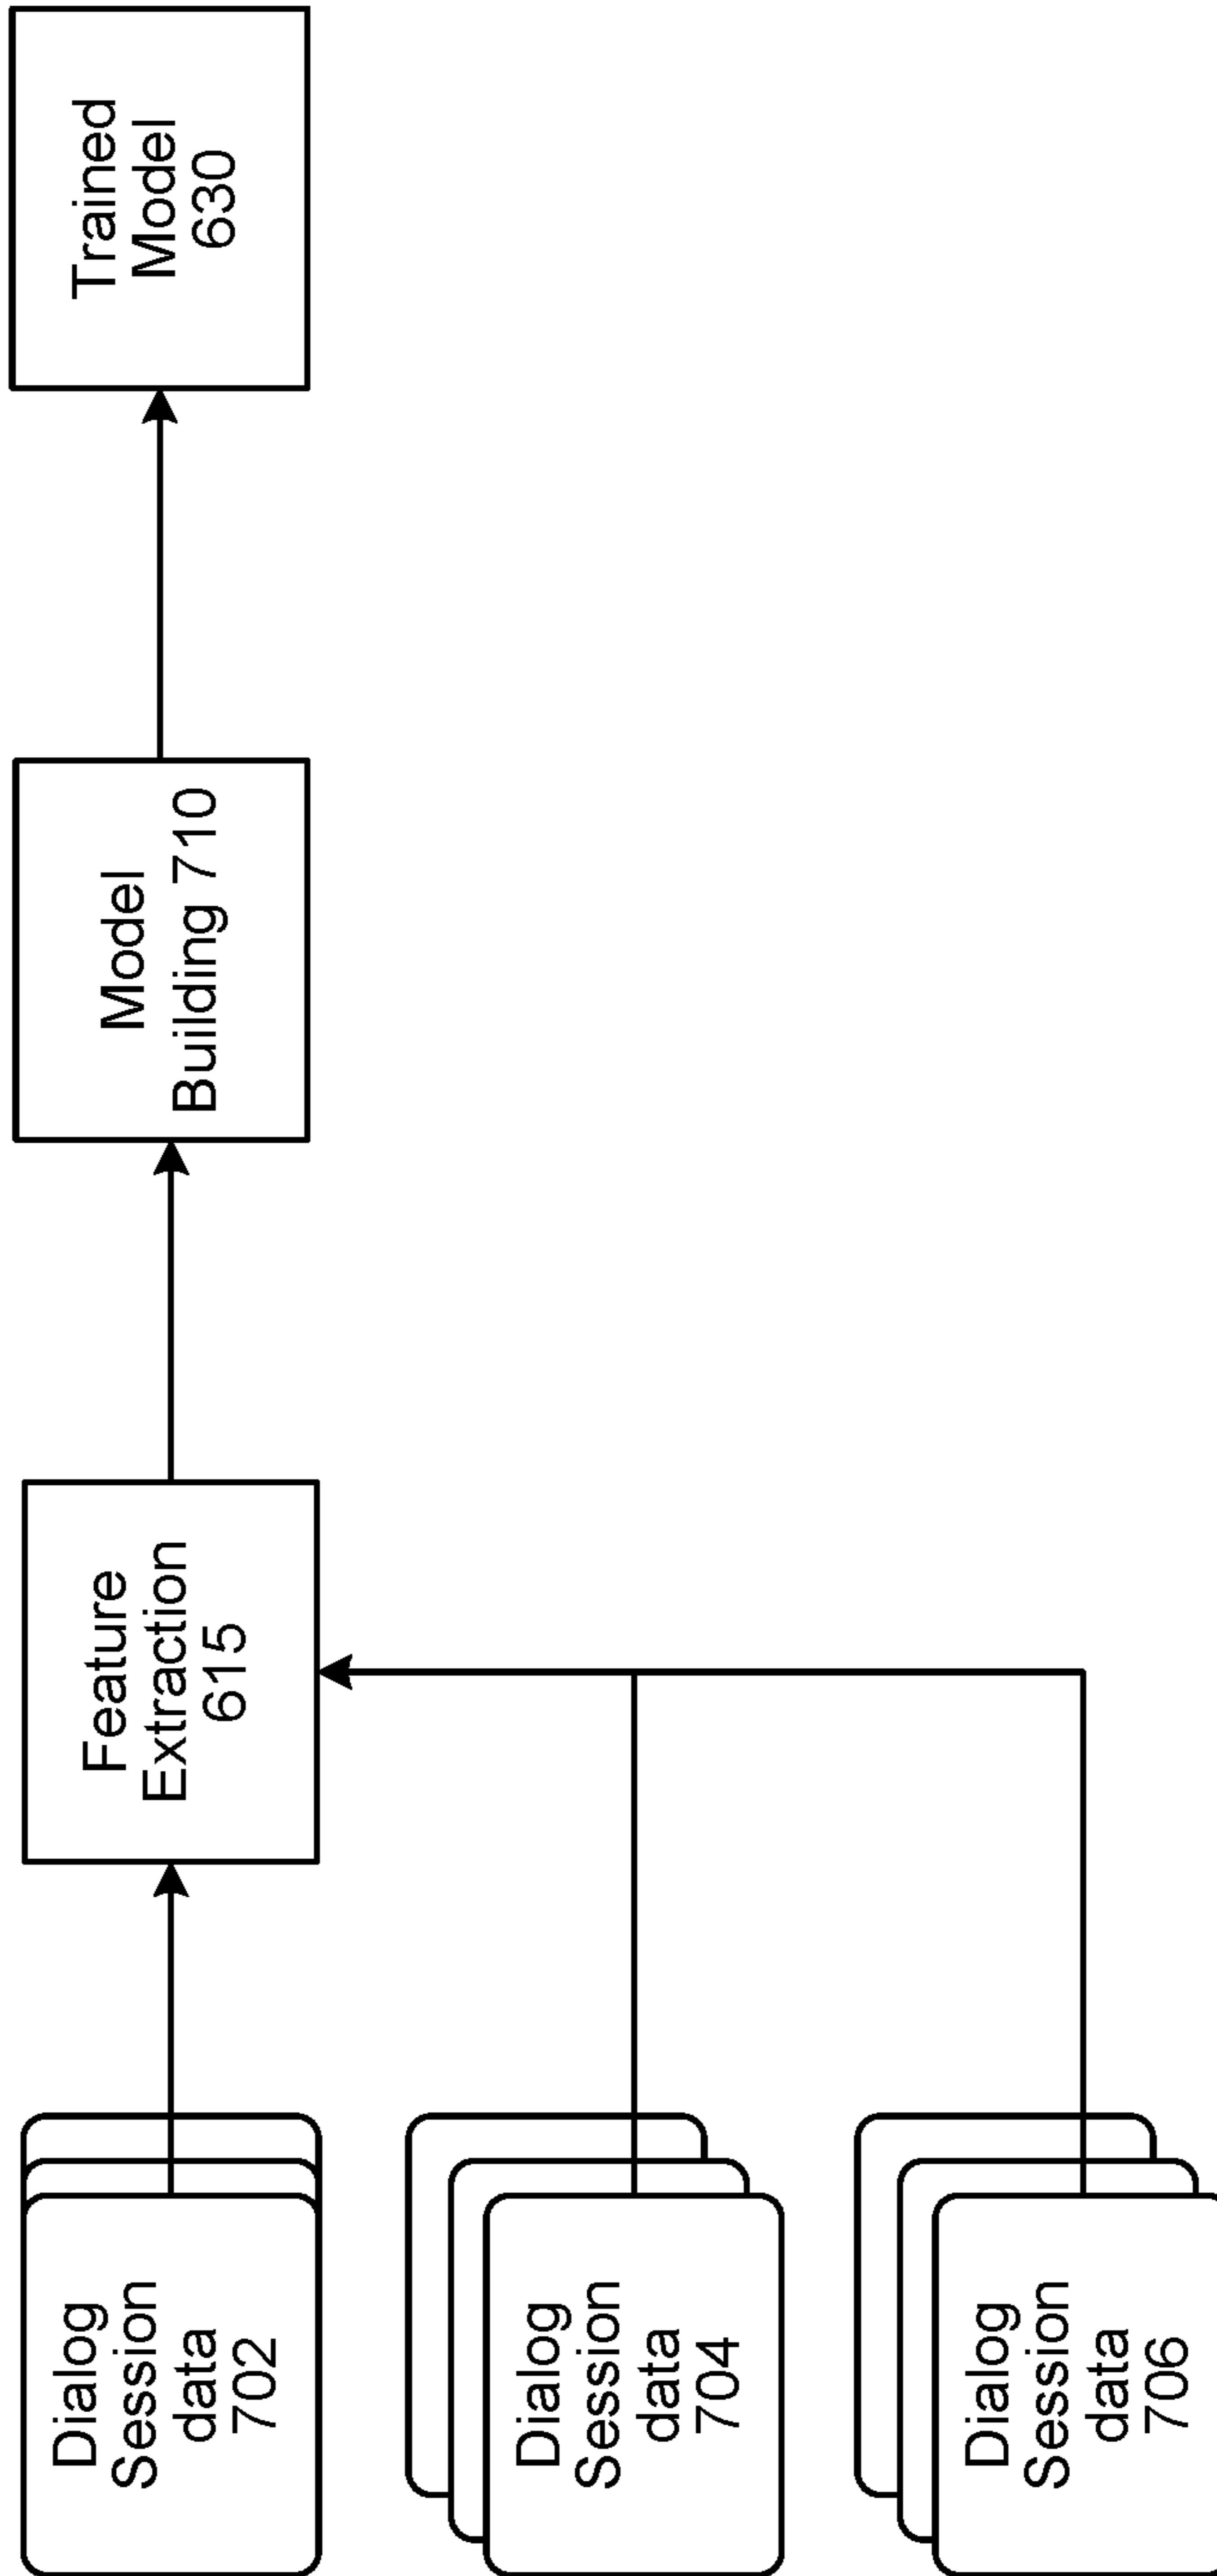 Dialog
Session
data
702
Feature
Extraction
615
Model
Building 710
Trained
Model
630
Dialog
Session
data
704
Dialog
Session
data
706